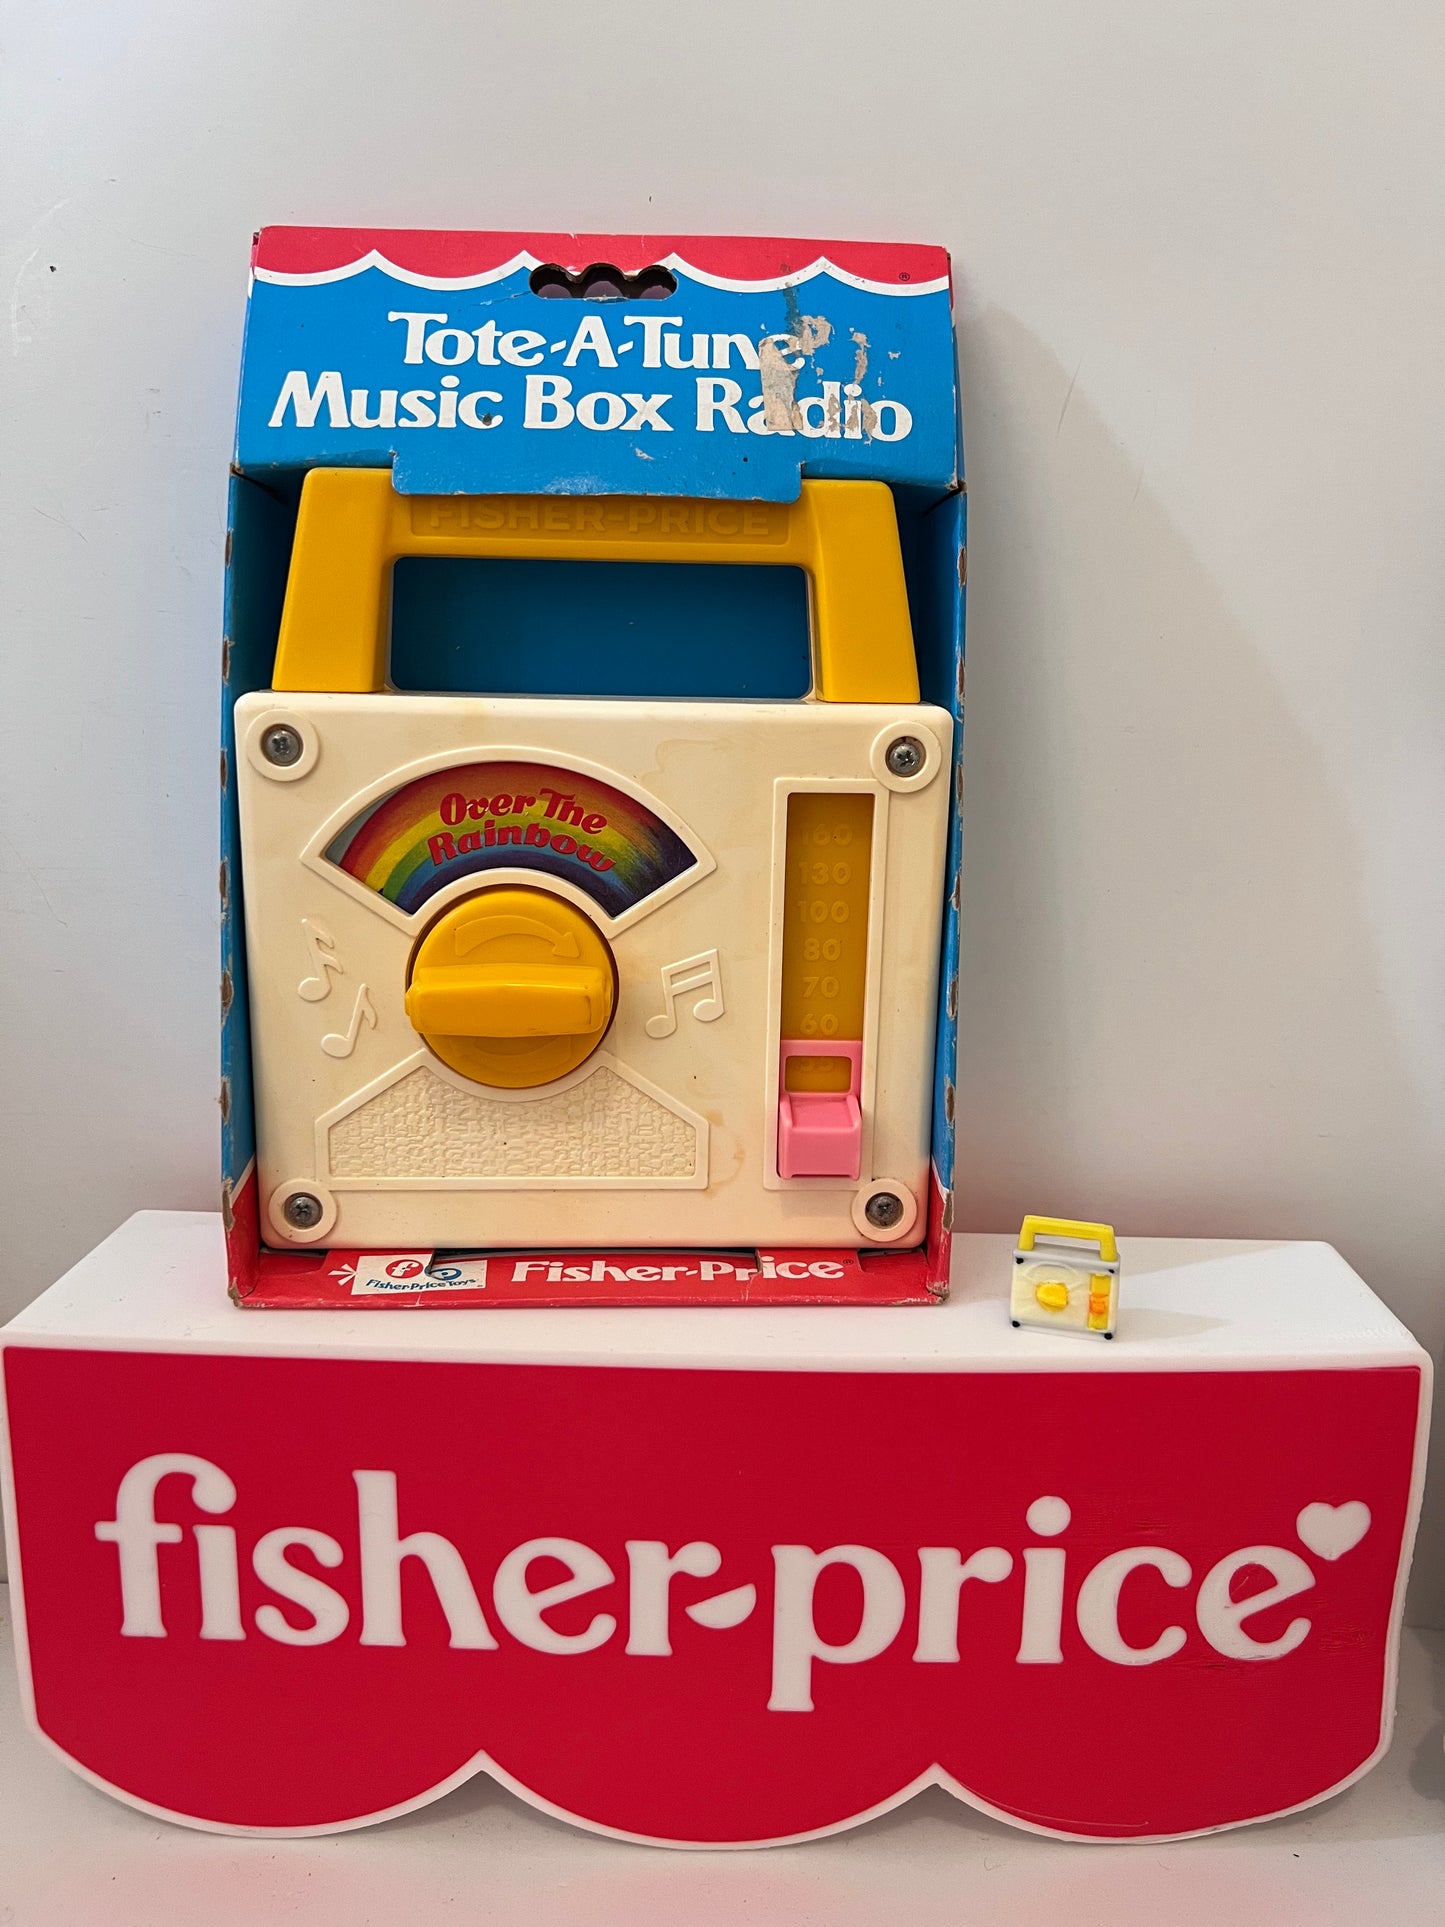 ®
Tote-A-Tune
Music Box Radio
FISHER-PRICE
Over The
Rainbow
160
130
100
80
70
60
55
Fisher-Price Toys
Fisher-Price®
fisher-price